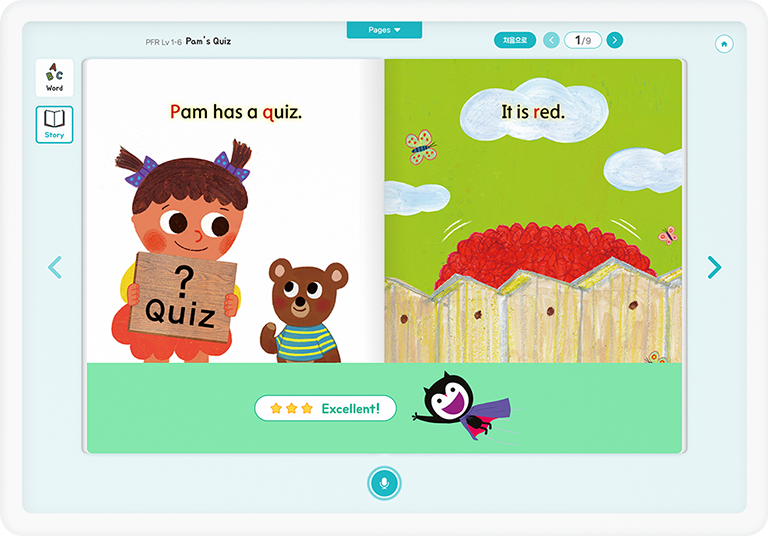 Pages
PFR Lv 1-6 Pam's Quiz
처음으로
1/9
A
B C
Word
Story
Pam has a quiz.
It is red.
?
Quiz
Excellent!